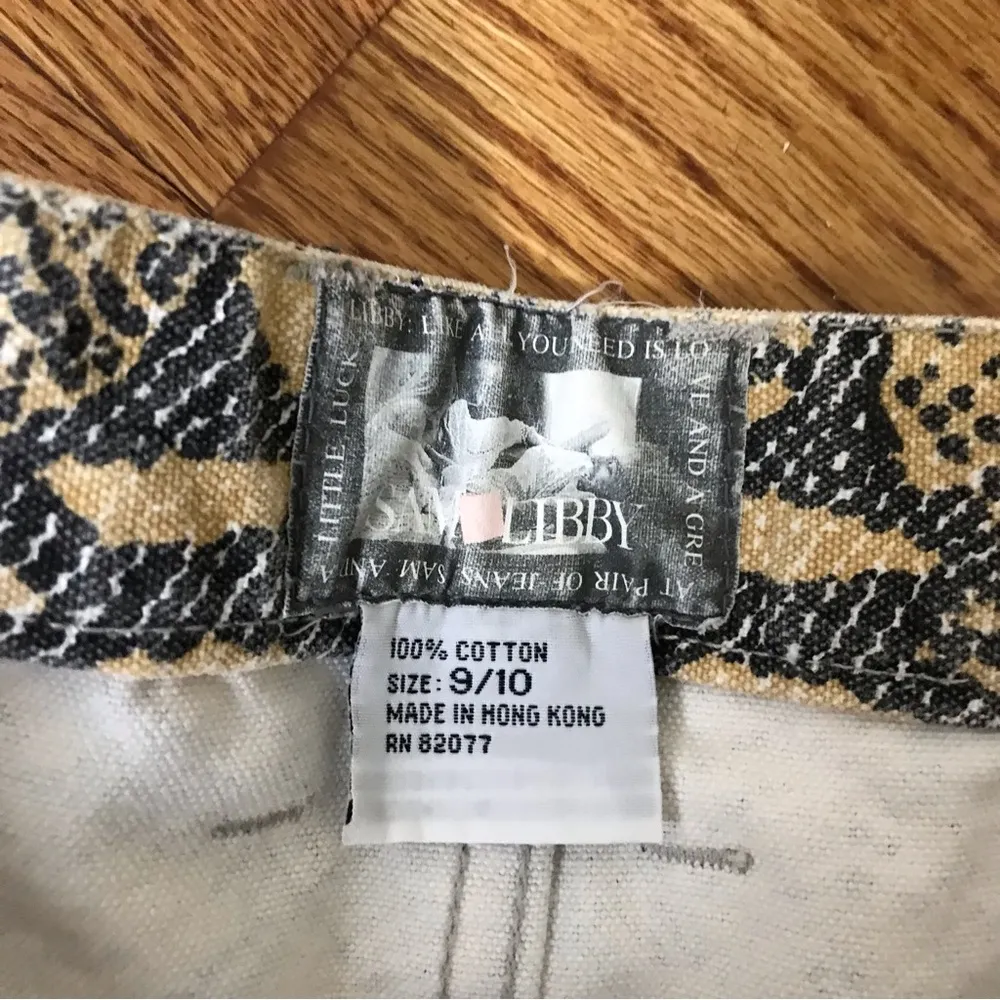 LIBBY: LIKE ALL YOU NEED IS LO
VE AND A GRE
AT PAIR OF JEANS SAM AND A
LITTLE LUCK
SAM LIBBY
100% COTTON
SIZE: 9/10
MADE IN HONG KONG
RN 82077